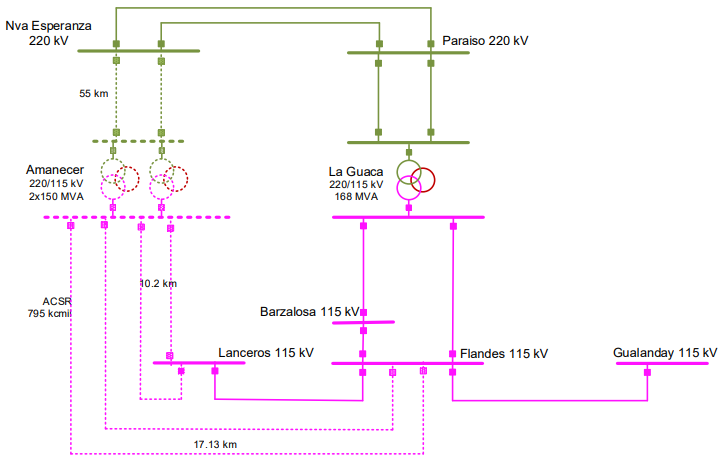 Nva Esperanza
220 kV
Paraiso 220 kV
55 km
Amanecer
220/115 kV
2x150 MVA
La Guaca
220/115 kV
168 MVA
10.2 km
ACSR
795 kcmil
Barzalosa 115 kV
Lanceros 115 kV
Flandes 115 kV
Gualanday 115 kV
17.13 km